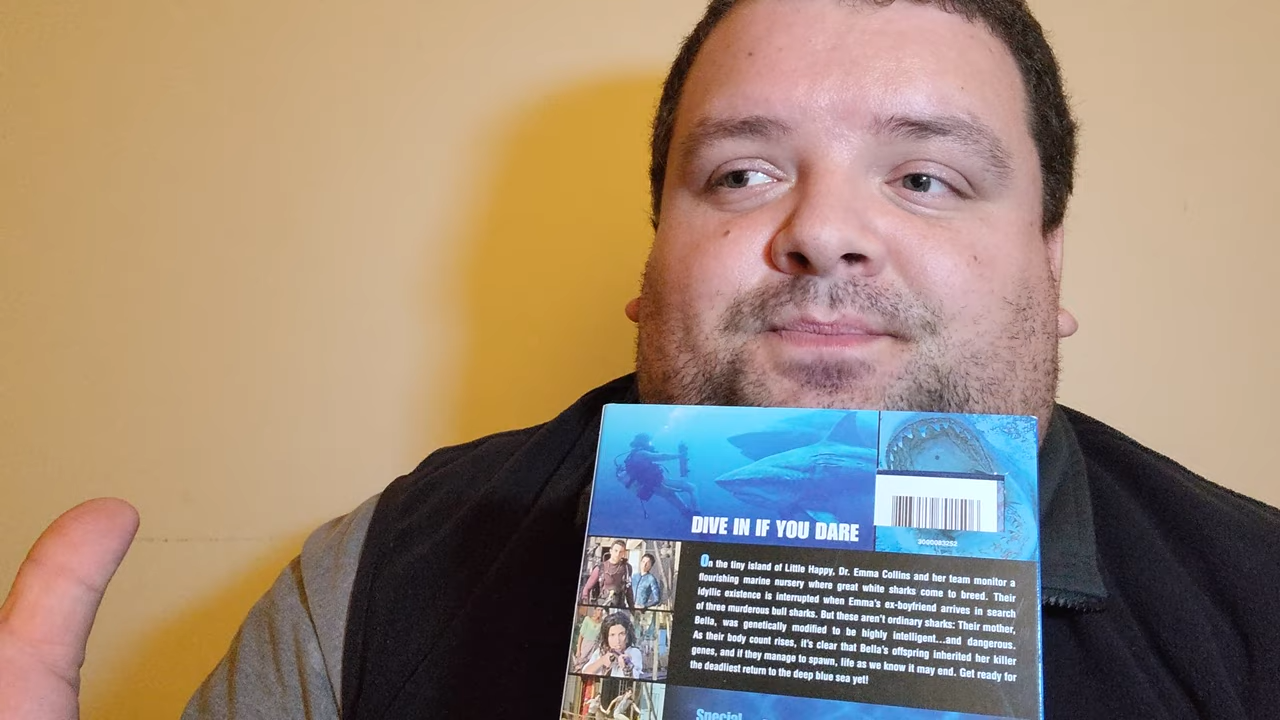 DIVE IN IF YOU DARE
3000083253
On the tiny island of Little Happy, Dr. Emma Collins and her team monitor a
flourishing marine nursery where great white sharks come to breed. Their
idyllic existence is interrupted when Emma's ex-boyfriend arrives in search
of three murderous bull sharks. But these aren't ordinary sharks: Their mother,
Bella, was genetically modified to be highly intelligent...and dangerous.
As their body count rises, it's clear that Bella's offspring inherited her killer
genes, and if they manage to spawn, life as we know it may end. Get ready for
the deadliest return to the deep blue sea yet!
Special